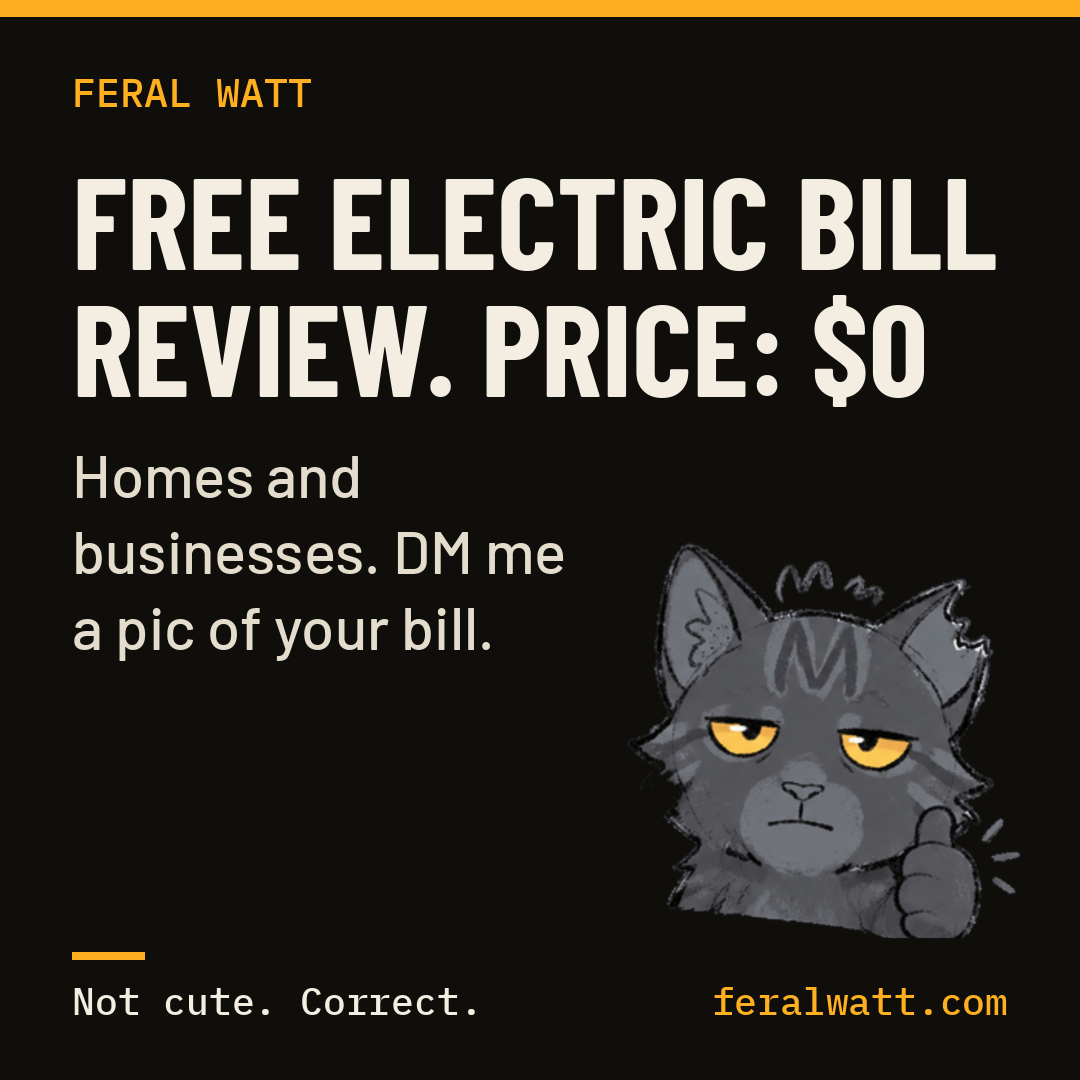 FERAL WATT
FREE ELECTRIC BILL
REVIEW. PRICE: $0
Homes and
businesses. DM me
a pic of your bill.
M
Not cute. Correct.
feralwatt.com